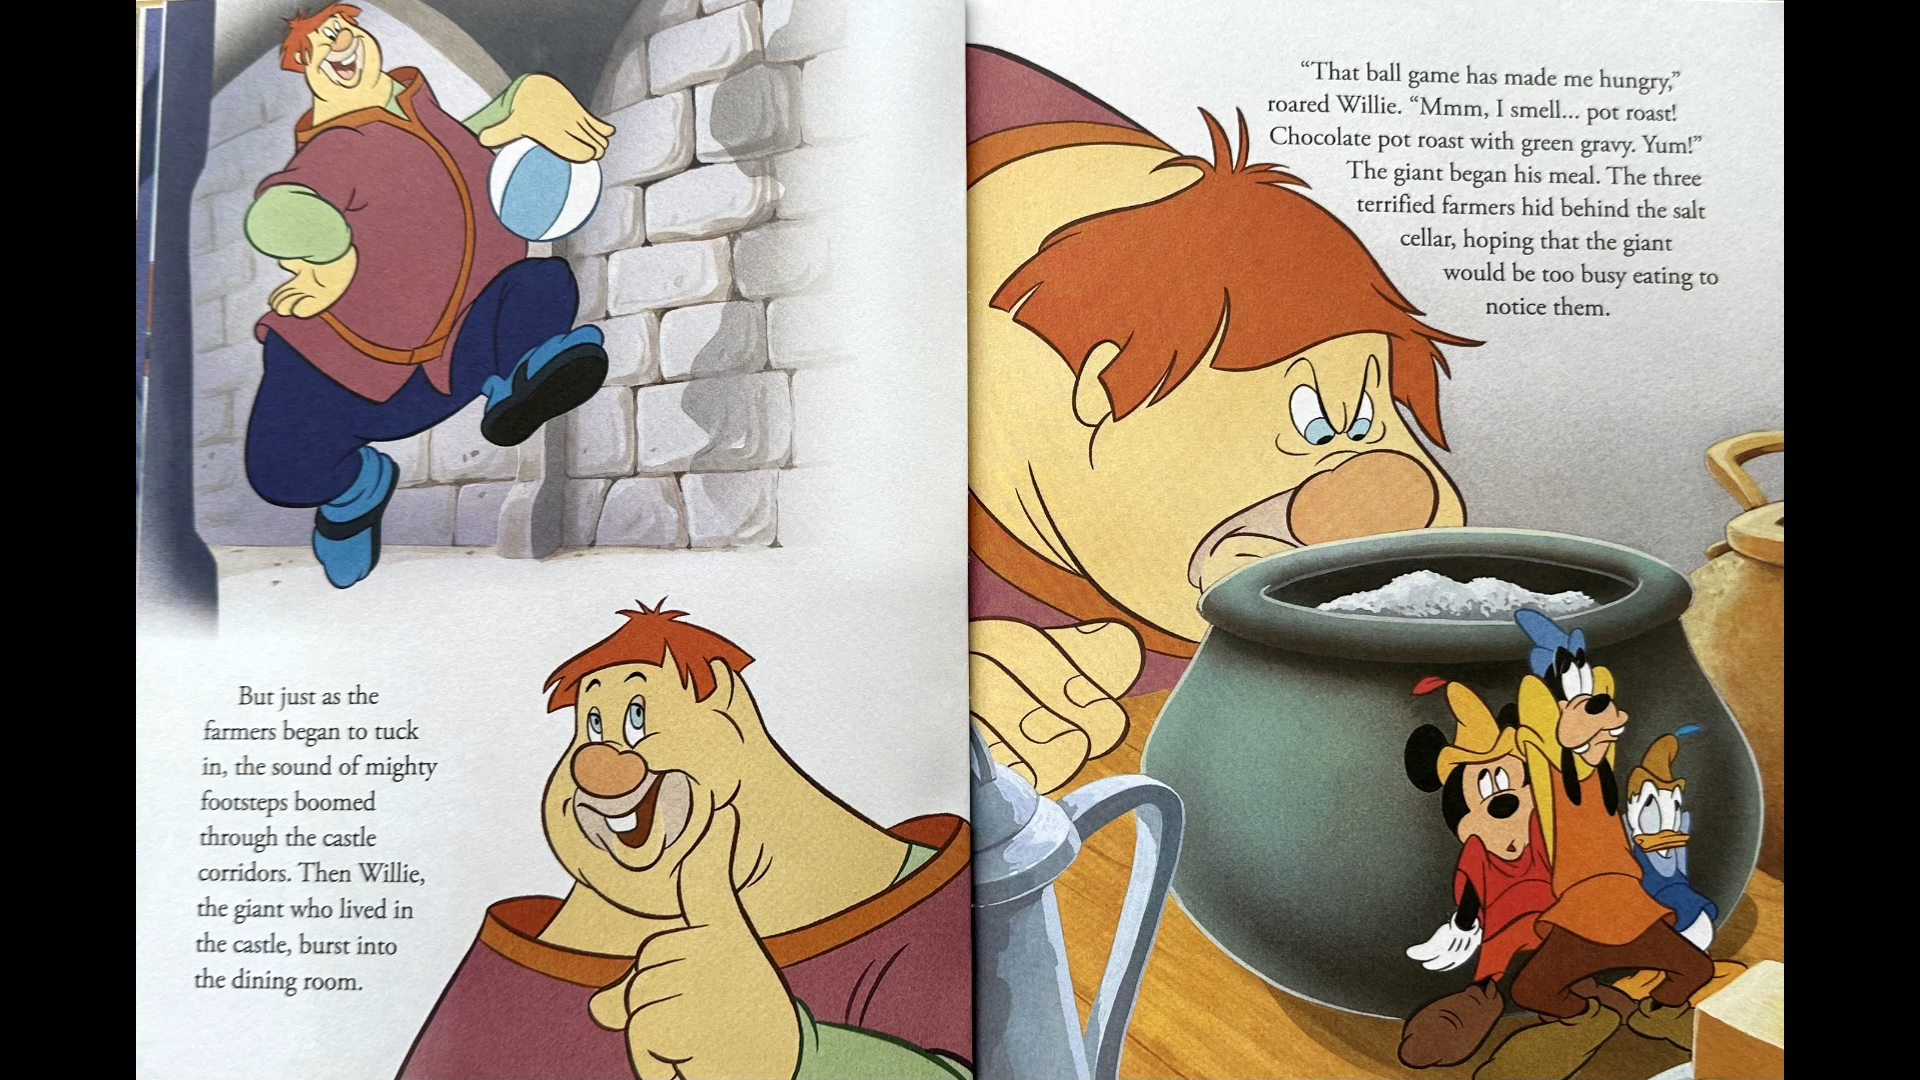 But just as the
farmers began to tuck
in, the sound of mighty
footsteps boomed
through the castle
corridors. Then Willie,
the giant who lived in
the castle, burst into
the dining room.
“That ball game has made me hungry,”
roared Willie. “Mmm, I smell... pot roast!
Chocolate pot roast with green gravy. Yum!”
The giant began his meal. The three
terrified farmers hid behind the salt
cellar, hoping that the giant
would be too busy eating to
notice them.